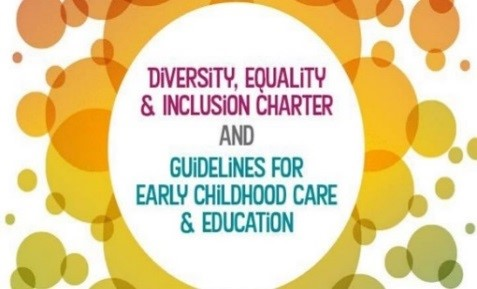 DIVERSITY, EQUALITY
& INCLUSION CHARTER
AND
GUIDELINES FOR
EARLY CHILDHOOD CARE
& EDUCATION